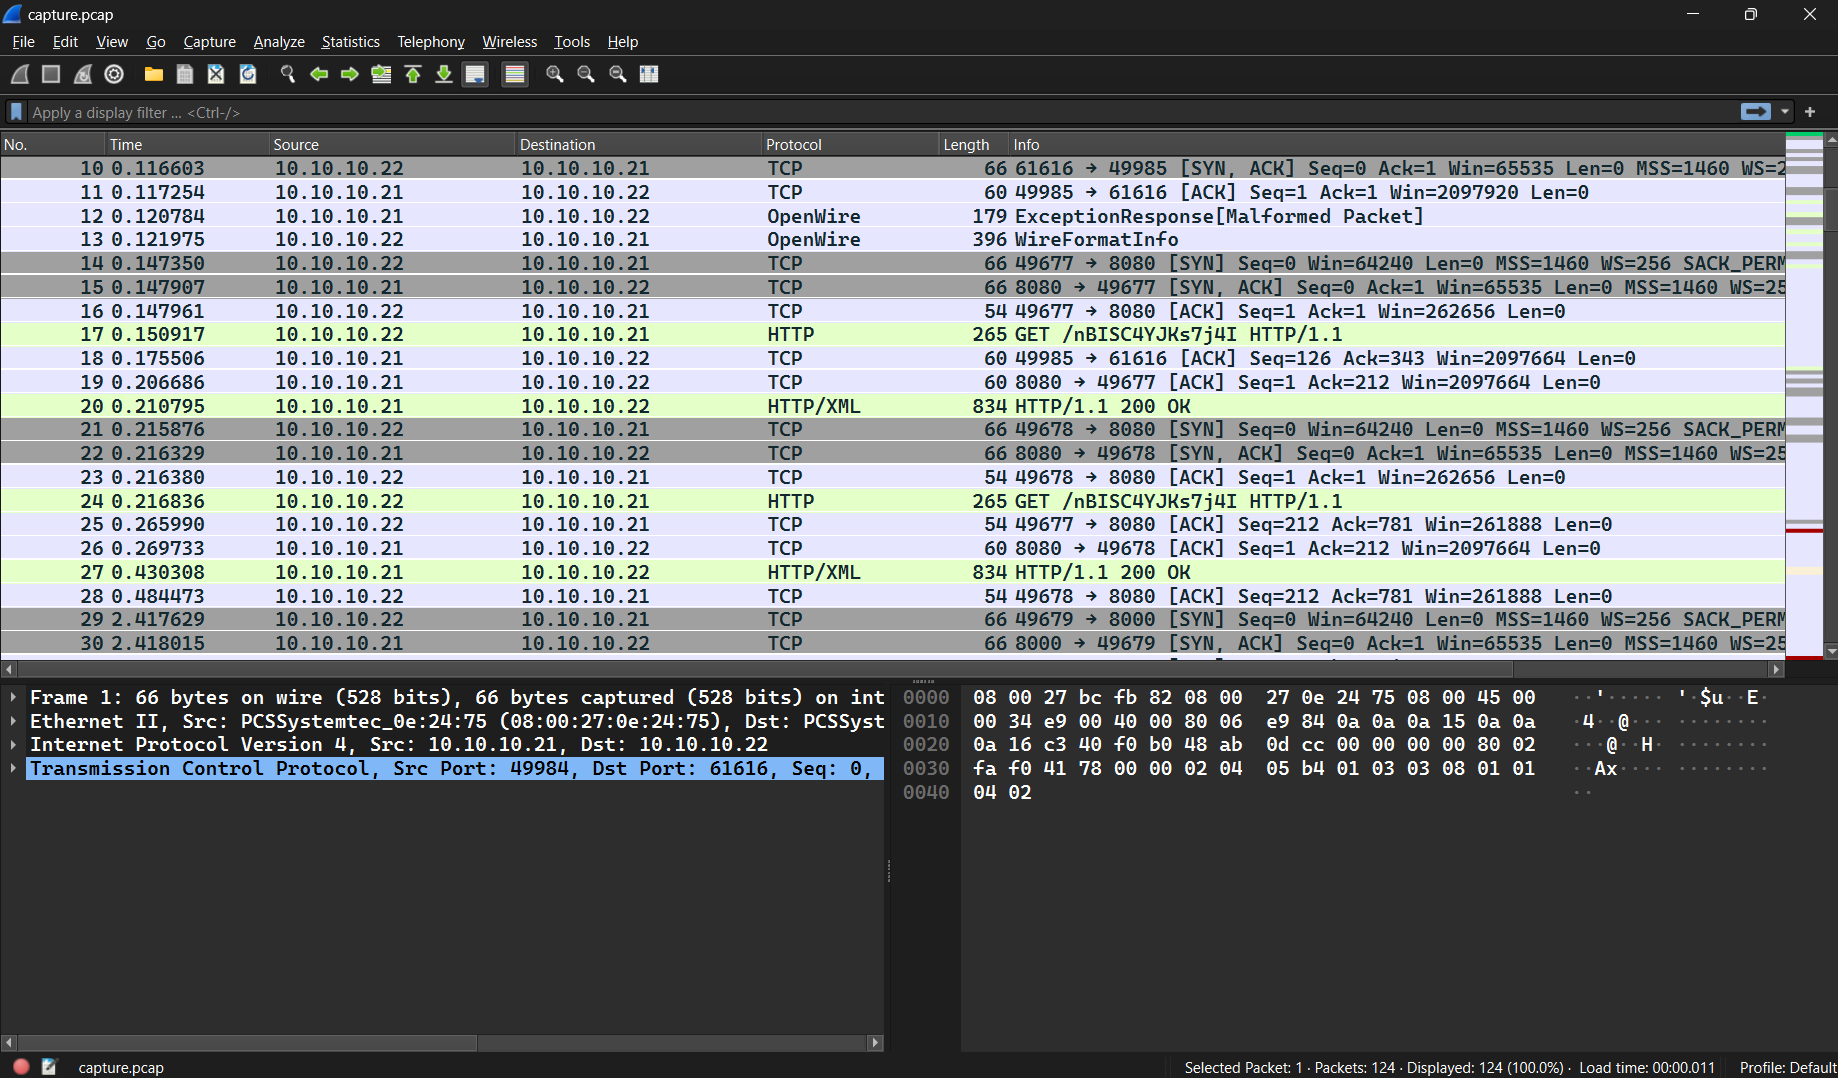 capture.pcap
File Edit View Go Capture Analyze Statistics Telephony Wireless Tools Help
Apply a display filter ... <Ctrl-/>
No. Time Source Destination Protocol Length Info
10 0.116603 10.10.10.22 10.10.10.21 TCP 66 61616 → 49985 [SYN, ACK] Seq=0 Ack=1 Win=65535 Len=0 MSS=1460 WS=2
11 0.117254 10.10.10.21 10.10.10.22 TCP 60 49985 → 61616 [ACK] Seq=1 Ack=1 Win=2097920 Len=0
12 0.120784 10.10.10.21 10.10.10.22 OpenWire 179 ExceptionResponse[Malformed Packet]
13 0.121975 10.10.10.22 10.10.10.21 OpenWire 396 WireFormatInfo
14 0.147350 10.10.10.22 10.10.10.21 TCP 66 49677 → 8080 [SYN] Seq=0 Win=64240 Len=0 MSS=1460 WS=256 SACK_PERM
15 0.147907 10.10.10.21 10.10.10.22 TCP 66 8080 → 49677 [SYN, ACK] Seq=0 Ack=1 Win=65535 Len=0 MSS=1460 WS=25
16 0.147961 10.10.10.22 10.10.10.21 TCP 54 49677 → 8080 [ACK] Seq=1 Ack=1 Win=262656 Len=0
17 0.150917 10.10.10.22 10.10.10.21 HTTP 265 GET /nBISC4YJKs7j4I HTTP/1.1
18 0.175506 10.10.10.21 10.10.10.22 TCP 60 49985 → 61616 [ACK] Seq=126 Ack=343 Win=2097664 Len=0
19 0.206686 10.10.10.21 10.10.10.22 TCP 60 8080 → 49677 [ACK] Seq=1 Ack=212 Win=2097664 Len=0
20 0.210795 10.10.10.21 10.10.10.22 HTTP/XML 834 HTTP/1.1 200 OK
21 0.215876 10.10.10.22 10.10.10.21 TCP 66 49678 → 8080 [SYN] Seq=0 Win=64240 Len=0 MSS=1460 WS=256 SACK_PERM
22 0.216329 10.10.10.21 10.10.10.22 TCP 66 8080 → 49678 [SYN, ACK] Seq=0 Ack=1 Win=65535 Len=0 MSS=1460 WS=25
23 0.216380 10.10.10.22 10.10.10.21 TCP 54 49678 → 8080 [ACK] Seq=1 Ack=1 Win=262656 Len=0
24 0.216836 10.10.10.22 10.10.10.21 HTTP 265 GET /nBISC4YJKs7j4I HTTP/1.1
25 0.265990 10.10.10.22 10.10.10.21 TCP 54 49677 → 8080 [ACK] Seq=212 Ack=781 Win=261888 Len=0
26 0.269733 10.10.10.21 10.10.10.22 TCP 60 8080 → 49678 [ACK] Seq=1 Ack=212 Win=2097664 Len=0
27 0.430308 10.10.10.21 10.10.10.22 HTTP/XML 834 HTTP/1.1 200 OK
28 0.484473 10.10.10.22 10.10.10.21 TCP 54 49678 → 8080 [ACK] Seq=212 Ack=781 Win=261888 Len=0
29 2.417629 10.10.10.22 10.10.10.21 TCP 66 49679 → 8000 [SYN] Seq=0 Win=64240 Len=0 MSS=1460 WS=256 SACK_PERM
30 2.418015 10.10.10.21 10.10.10.22 TCP 66 8000 → 49679 [SYN, ACK] Seq=0 Ack=1 Win=65535 Len=0 MSS=1460 WS=25
Frame 1: 66 bytes on wire (528 bits), 66 bytes captured (528 bits) on int
Ethernet II, Src: PCSSystemtec_0e:24:75 (08:00:27:0e:24:75), Dst: PCSSyst
Internet Protocol Version 4, Src: 10.10.10.21, Dst: 10.10.10.22
Transmission Control Protocol, Src Port: 49984, Dst Port: 61616, Seq: 0,
0000 08 00 27 bc fb 82 08 00 27 0e 24 75 08 00 45 00 ··'····· '·$u··E·
0010 00 34 e9 00 40 00 80 06 e9 84 0a 0a 0a 15 0a 0a ·4··@··· ········
0020 0a 16 c3 40 f0 b0 48 ab 0d cc 00 00 00 00 80 02 ···@··H· ········
0030 fa f0 41 78 00 00 02 04 05 b4 01 03 03 08 01 01 ··Ax···· ········
0040 04 02 ··
capture.pcap
Selected Packet: 1 · Packets: 124 · Displayed: 124 (100.0%) · Load time: 00:00.011
Profile: Default